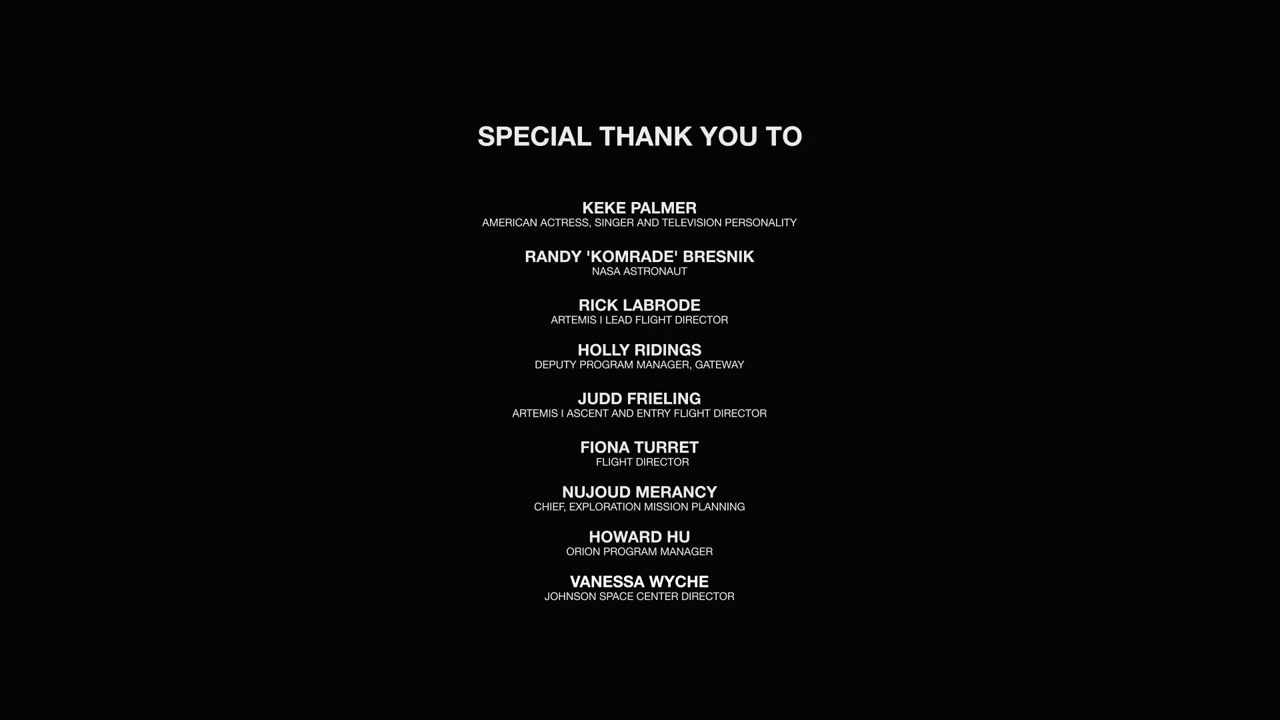 SPECIAL THANK YOU TO
KEKE PALMER
AMERICAN ACTRESS, SINGER AND TELEVISION PERSONALITY
RANDY 'KOMRADE' BRESNIK
NASA ASTRONAUT
RICK LABRODE
ARTEMIS I LEAD FLIGHT DIRECTOR
HOLLY RIDINGS
DEPUTY PROGRAM MANAGER, GATEWAY
JUDD FRIELING
ARTEMIS I ASCENT AND ENTRY FLIGHT DIRECTOR
FIONA TURRET
FLIGHT DIRECTOR
NUJOUD MERANCY
CHIEF, EXPLORATION MISSION PLANNING
HOWARD HU
ORION PROGRAM MANAGER
VANESSA WYCHE
JOHNSON SPACE CENTER DIRECTOR